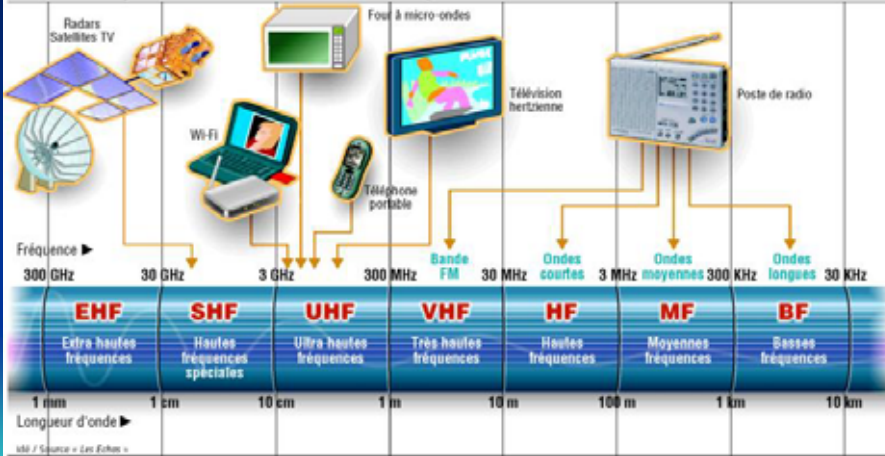 Radars
Satellites TV
Four à micro-ondes
Wi-Fi
Téléphone
portable
Télévision
hertzienne
Poste de radio
Fréquence ▶
Bande
FM
Ondes
courtes
Ondes
moyennes
Ondes
longues
300 GHz 30 GHz 3 GHz 300 MHz 30 MHz 3 MHz 300 KHz 30 KHz
EHF SHF UHF VHF HF MF BF
Extra hautes
fréquences
Hautes
fréquences
spéciales
Ultra hautes
fréquences
Très hautes
fréquences
Hautes
fréquences
Moyennes
fréquences
Basses
fréquences
1 mm 1 cm 10 cm 1 m 10 m 100 m 1 km 10 km
Longueur d'onde ▶
idé / Source « Les Echos »